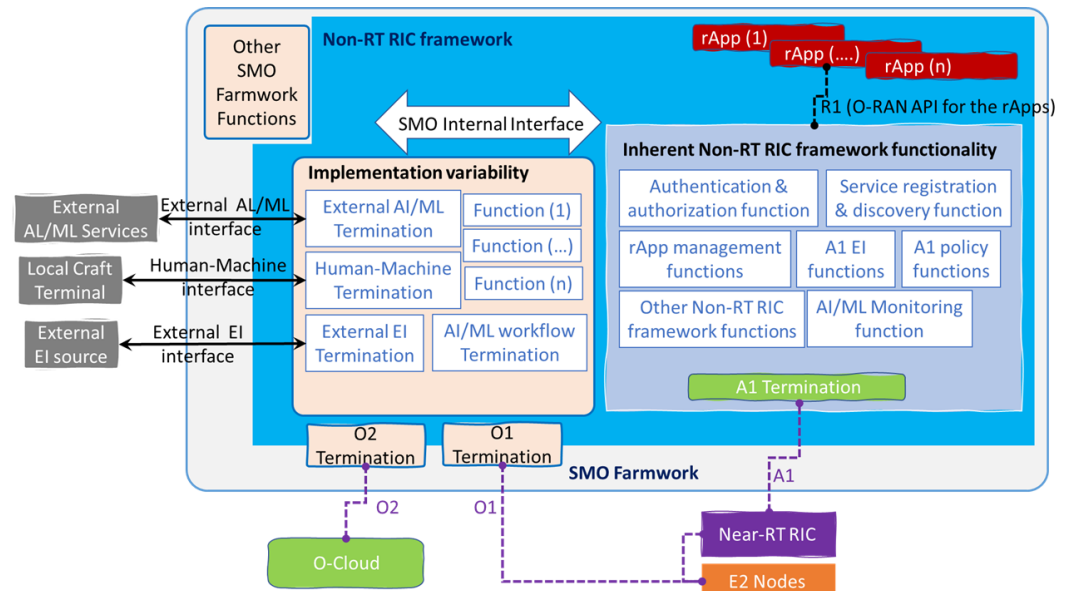 Other
SMO
Farmwork
Functions
Non-RT RIC framework
rApp (1)
rApp (....)
rApp (n)
R1 (O-RAN API for the rApps)
SMO Internal Interface
Implementation variability
External AI/ML
Termination
Function (1)
Function (...)
Human-Machine
Termination
Function (n)
External EI
Termination
AI/ML workflow
Termination
Inherent Non-RT RIC framework functionality
Authentication &
authorization function
Service registration
& discovery function
rApp management
functions
A1 EI
functions
A1 policy
functions
Other Non-RT RIC
framework functions
AI/ML Monitoring
function
A1 Termination
External
AL/ML Services
External AL/ML
interface
Local Craft
Terminal
Human-Machine
interface
External
EI source
External EI
interface
O2
Termination
O1
Termination
SMO Farmwork
O2
O1
A1
O-Cloud
Near-RT RIC
E2 Nodes